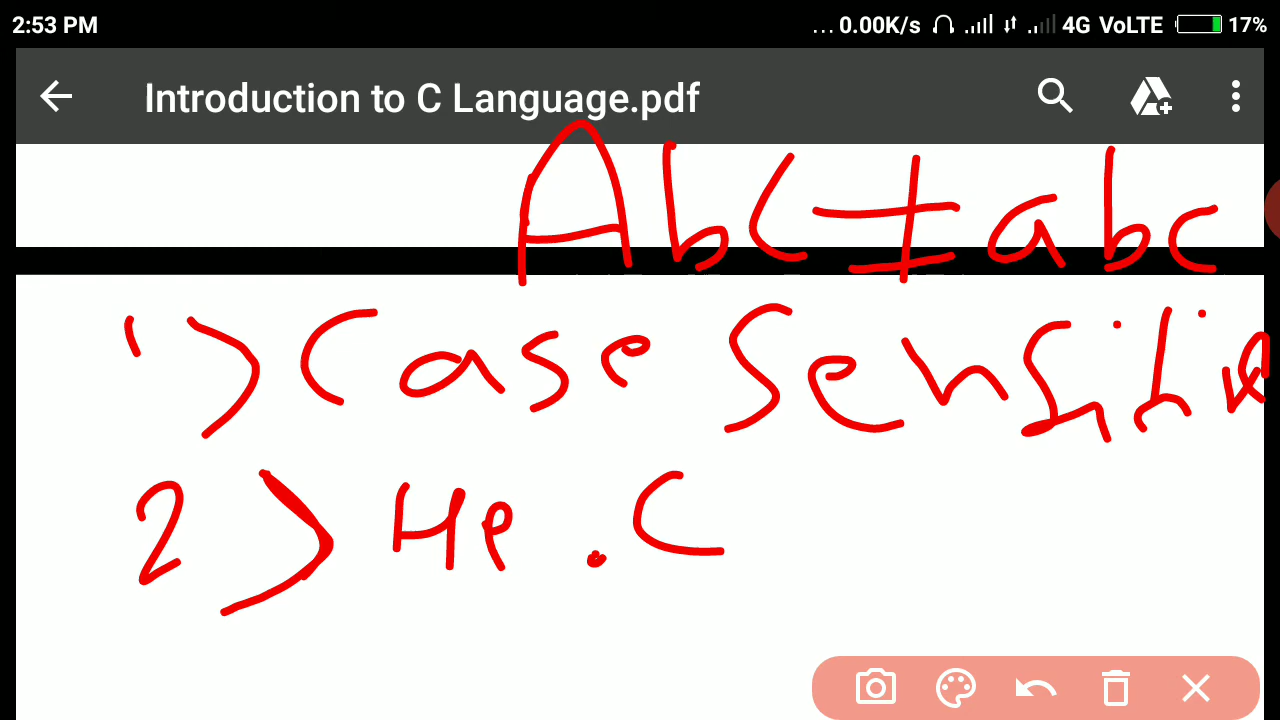 2:53 PM ... 0.00K/s 4G VoLTE 17%
Introduction to C Language.pdf
Abc ≠ abc
1) Case Sensitive
2) He .C